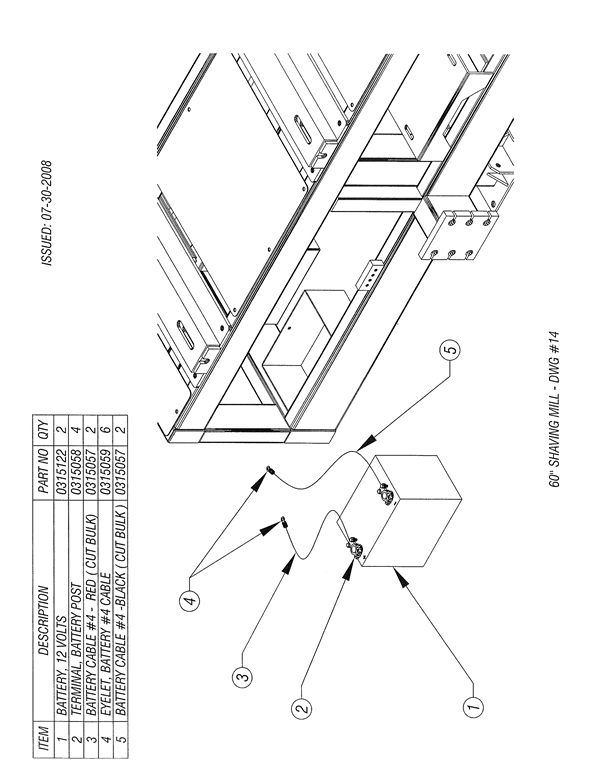 ISSUED: 07-30-2008
ITEM DESCRIPTION PART NO QTY
1 BATTERY, 12 VOLTS 0315122 2
2 TERMINAL, BATTERY POST 0315058 4
3 BATTERY CABLE #4 - RED ( CUT BULK) 0315057 2
4 EYELET, BATTERY #4 CABLE 0315059 6
5 BATTERY CABLE #4 -BLACK ( CUT BULK ) 0315057 2
4
3
2
1
5
60" SHAVING MILL - DWG #14